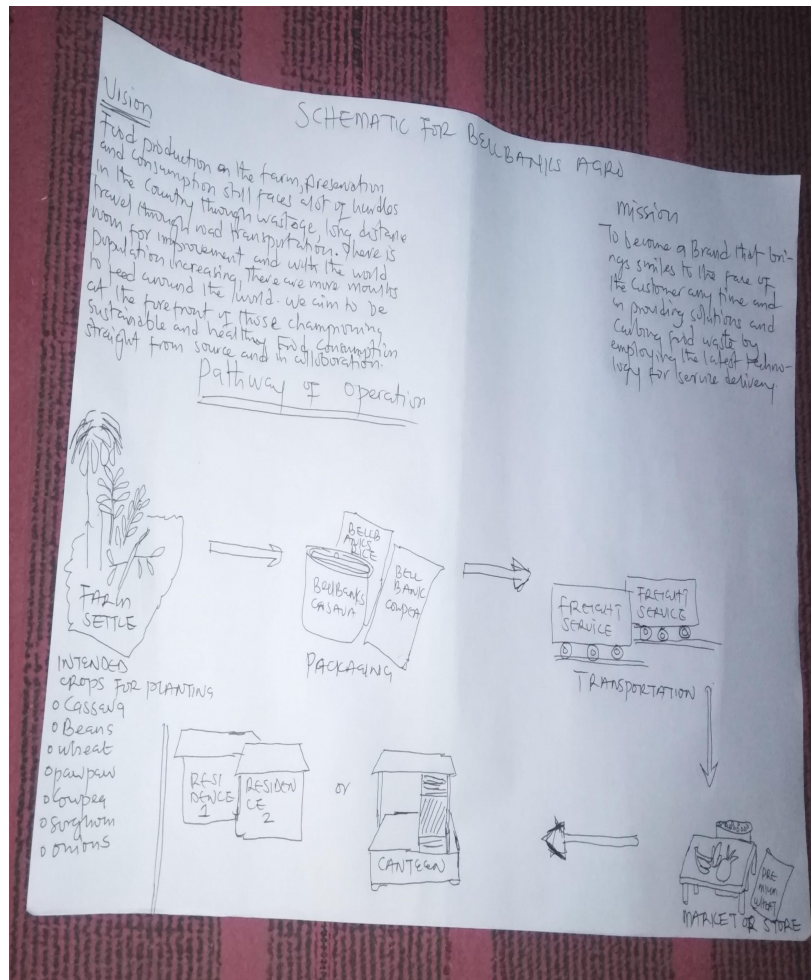 SCHEMATIC FOR BELLBANKS AGRO
Vision
Food production on the farm, preservation
and consumption still faces alot of hurdles
in the Country through wastage, long distance
travel through road transportation. There is
room for improvement and with the world
population increasing, there are more mouths
to feed around the world. we aim to be
at the forefront of those championing
sustainable and healthy Food Consumption
straight from source and in collaboration.
mission
To become a Brand that bri-
ngs smiles to the face of
the Customer any time and
in providing solutions and
Curbing food waste by
employing the latest techno-
logy for service delivery.
Pathway of Operation
FARM
SETTLE
BELLB
ANKS
RICE
BELLBANKS
CASAVA
BELL
BANK
COWPEA
PACKAGING
FREIGHT
SERVICE
FREIGHT
SERVICE
TRANSPORTATION
INTENDED
CROPS FOR PLANTING
o Cassava
o Beans
o wheat
o pawpaw
o Cowpea
o Sorghum
o onions
RESI
DENCE
1
RESIDEN
CE
2
or
CANTEEN
PRE
MIUM
WHEAT
MARKET OR STORE